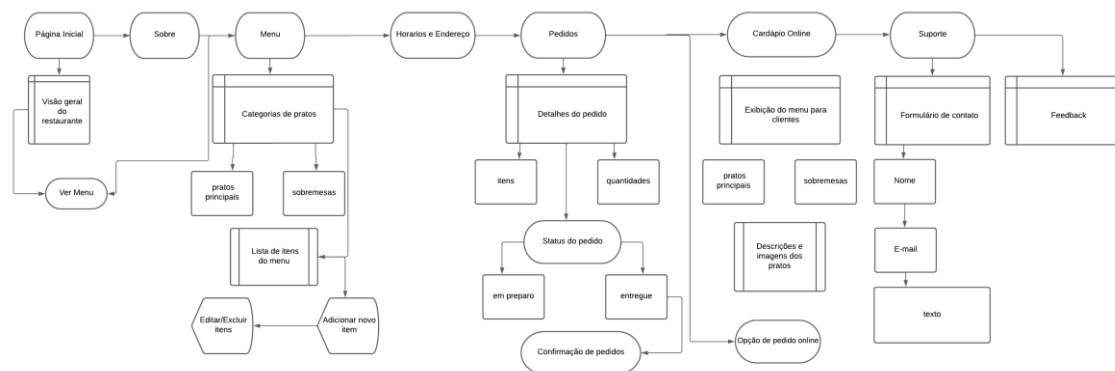 Página Inicial
Sobre
Menu
Horarios e Endereço
Pedidos
Cardápio Online
Suporte
Visão geral
do
restaurante
Categorias de pratos
Detalhes do pedido
Exibição do menu para
clientes
Formulário de contato
Feedback
Ver Menu
pratos
principais
sobremesas
itens
quantidades
pratos
principais
sobremesas
Nome
Lista de itens
do menu
Status do pedido
Descrições e
imagens dos
pratos
E-mail
em preparo
entregue
texto
Editar/Excluir
itens
Adicionar novo
item
Confirmação de pedidos
Opção de pedido online